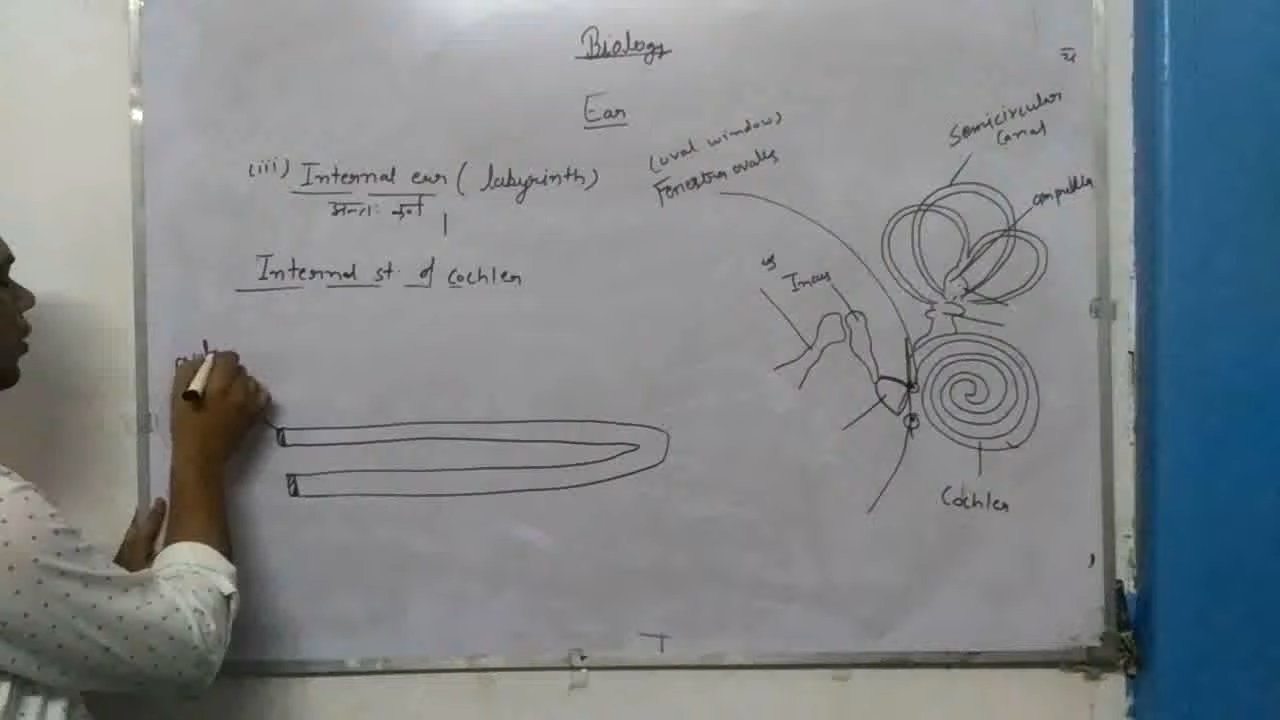 Biology
Ear
(iii) Internal ear ( labyrinth)
अन्तः कर्ण
Internal st. of Cochlea
(oval window)
Fenestra ovalis
Semicircular
Canal
ampulla
us
Incus
Cochlea